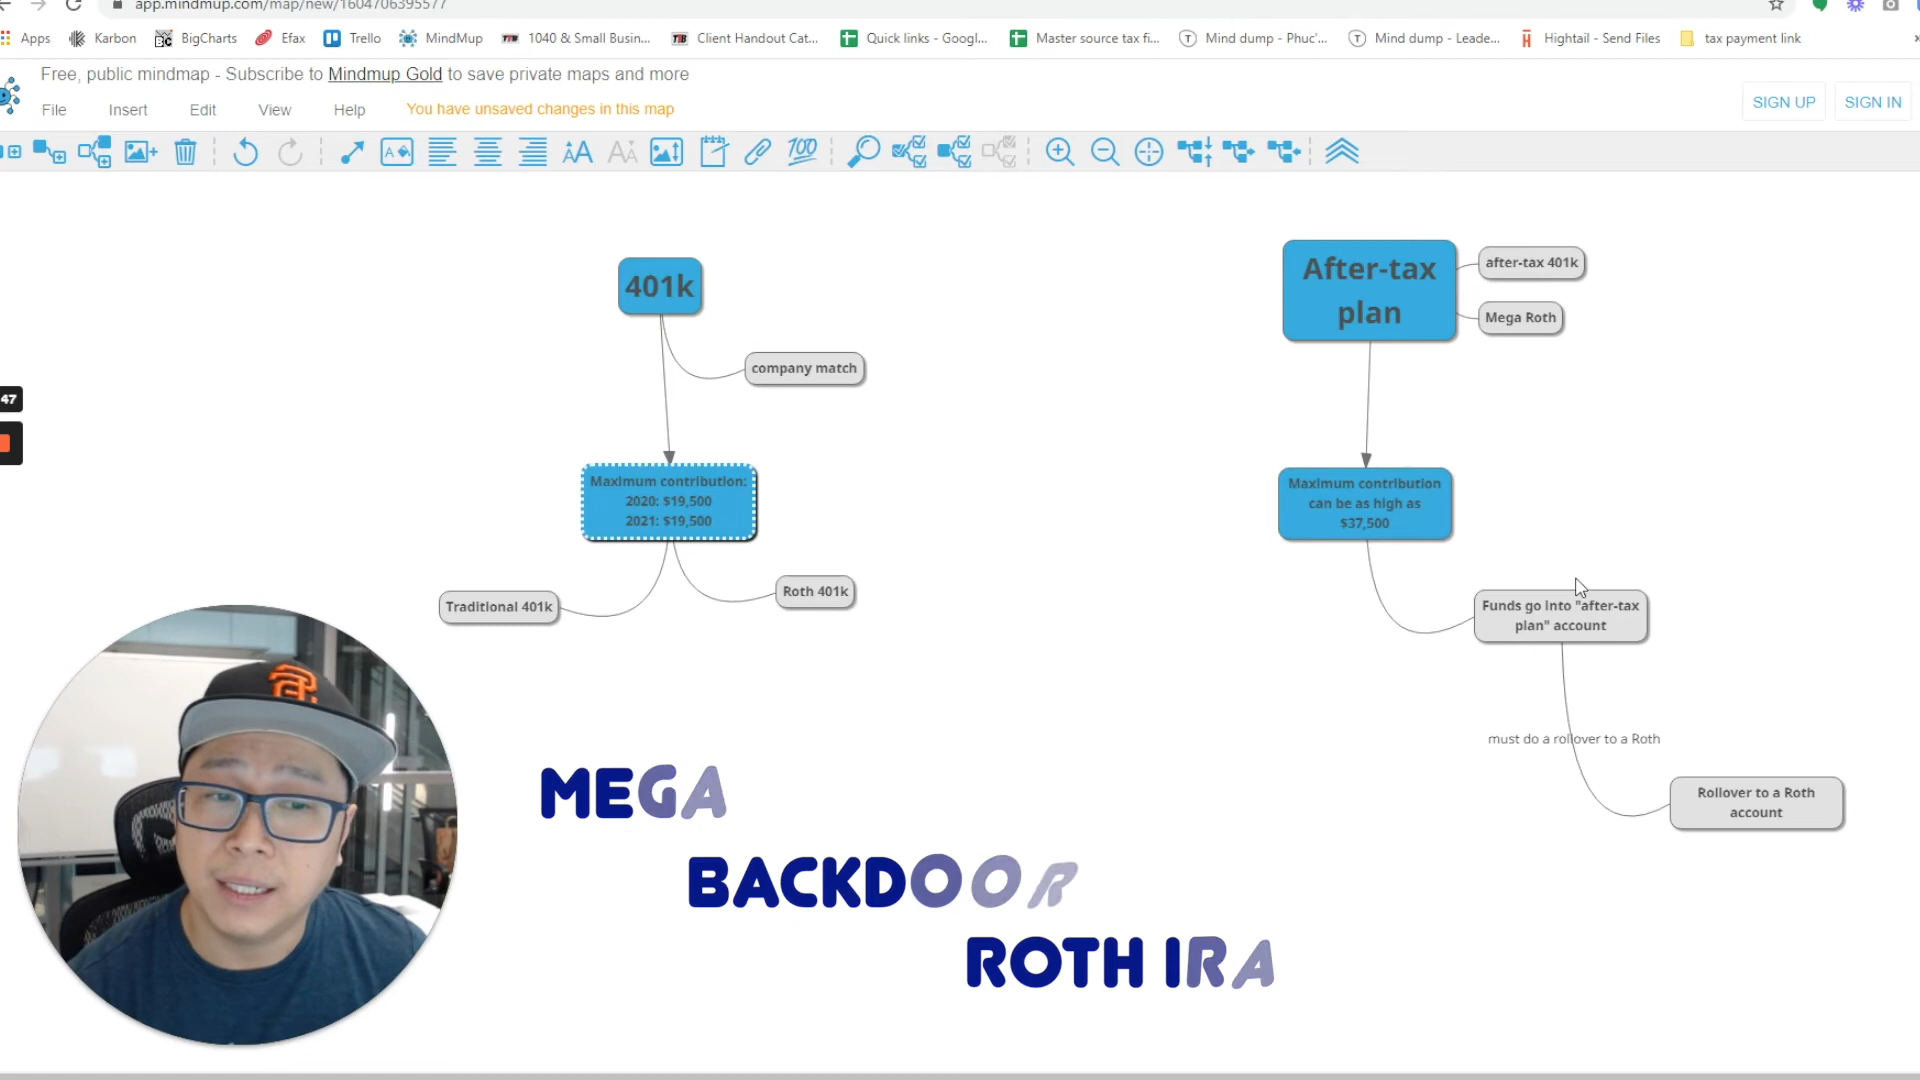 app.mindmup.com/map/new/1604706395577
Apps
Karbon
BigCharts
Efax
Trello
MindMup
1040 & Small Busin...
Client Handout Cat...
Quick links - Googl...
Master source tax fi...
Mind dump - Phuc'...
Mind dump - Leade...
Hightail - Send Files
tax payment link
Free, public mindmap - Subscribe to Mindmup Gold to save private maps and more
File
Insert
Edit
View
Help
You have unsaved changes in this map
SIGN UP
SIGN IN
401k
company match
Maximum contribution:
2020: $19,500
2021: $19,500
Traditional 401k
Roth 401k
After-tax
plan
after-tax 401k
Mega Roth
Maximum contribution
can be as high as
$37,500
Funds go into "after-tax
plan" account
must do a rollover to a Roth
Rollover to a Roth
account
47
MEGA
BACKDOOR
ROTH IRA